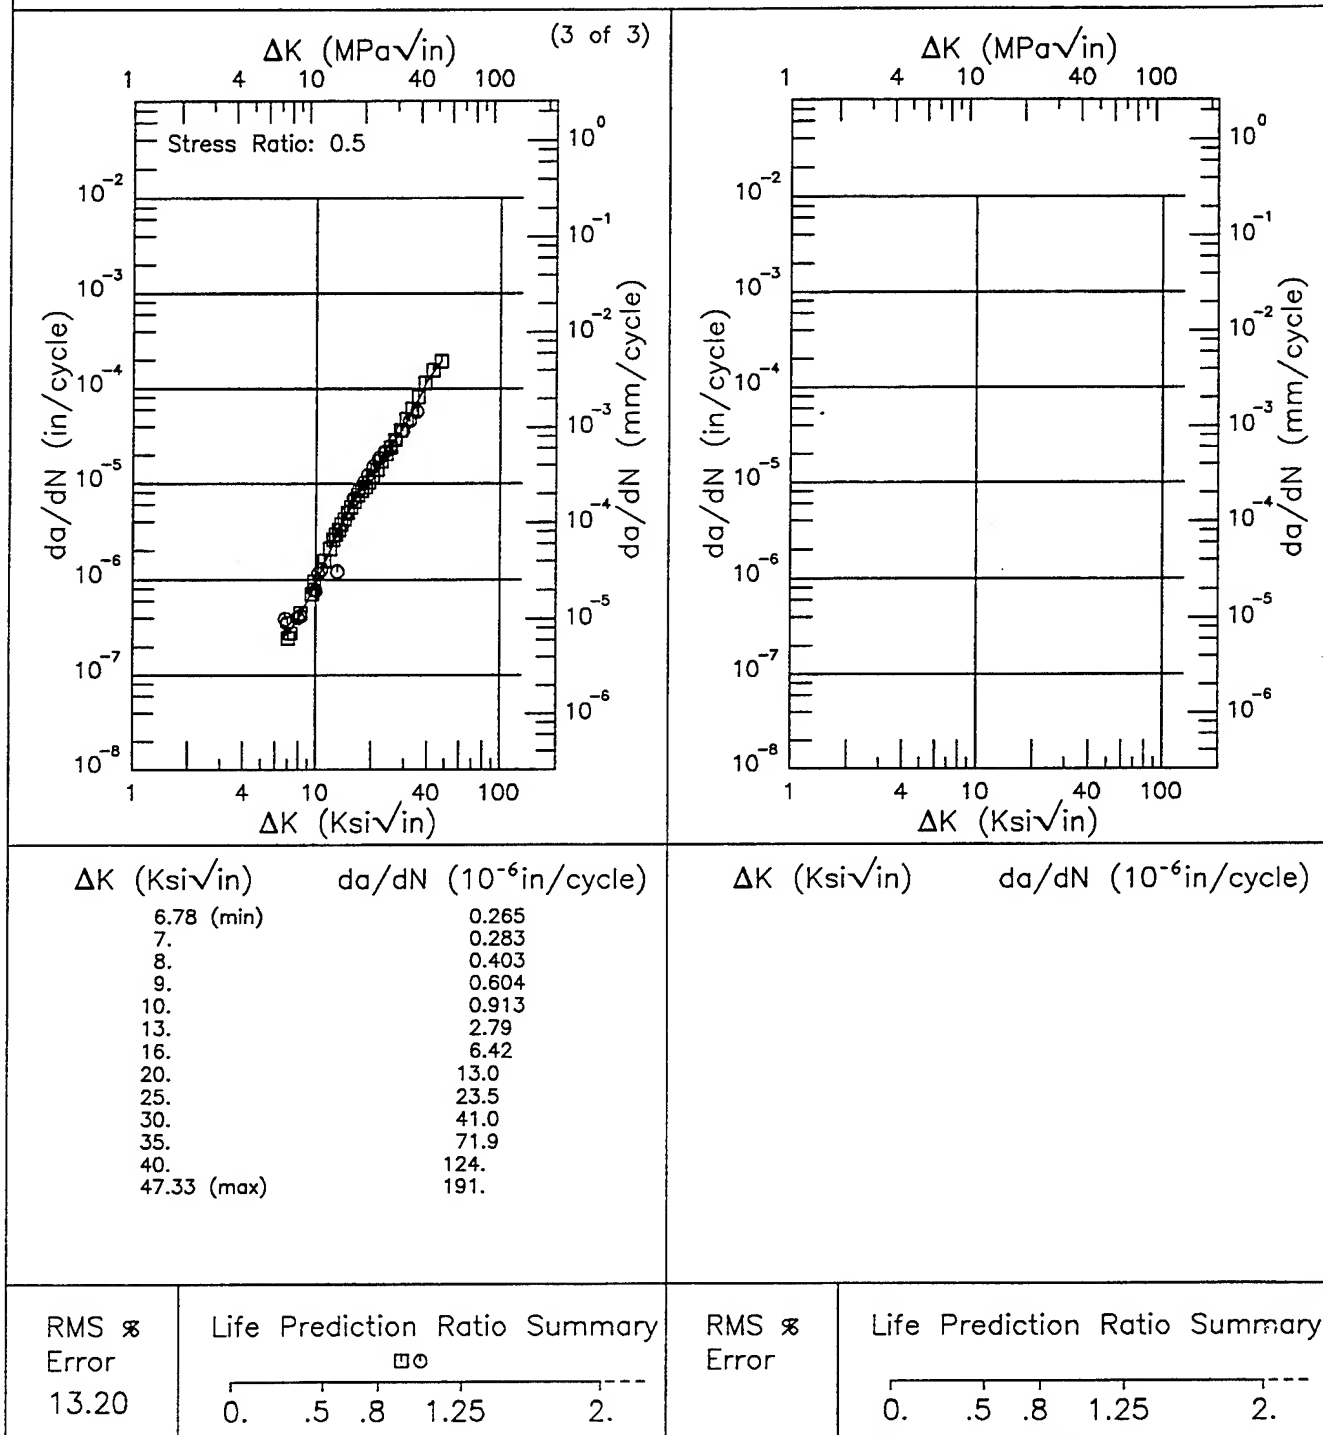 (3 of 3)
ΔK (MPa√in)
1 4 10 40 100
Stress Ratio: 0.5
da/dN (in/cycle)
10⁻²
10⁻³
10⁻⁴
10⁻⁵
10⁻⁶
10⁻⁷
10⁻⁸
10⁰
10⁻¹
10⁻²
10⁻³
10⁻⁴
10⁻⁵
10⁻⁶
da/dN (mm/cycle)
1 4 10 40 100
ΔK (Ksi√in)
ΔK (MPa√in)
1 4 10 40 100
da/dN (in/cycle)
10⁻²
10⁻³
10⁻⁴
10⁻⁵
10⁻⁶
10⁻⁷
10⁻⁸
10⁰
10⁻¹
10⁻²
10⁻³
10⁻⁴
10⁻⁵
10⁻⁶
da/dN (mm/cycle)
1 4 10 40 100
ΔK (Ksi√in)
ΔK (Ksi√in) da/dN (10⁻⁶in/cycle)
6.78 (min) 0.265
7. 0.283
8. 0.403
9. 0.604
10. 0.913
13. 2.79
16. 6.42
20. 13.0
25. 23.5
30. 41.0
35. 71.9
40. 124.
47.33 (max) 191.
ΔK (Ksi√in) da/dN (10⁻⁶in/cycle)
RMS %
Error
13.20
Life Prediction Ratio Summary
0. .5 .8 1.25 2.
RMS %
Error
Life Prediction Ratio Summary
0. .5 .8 1.25 2.